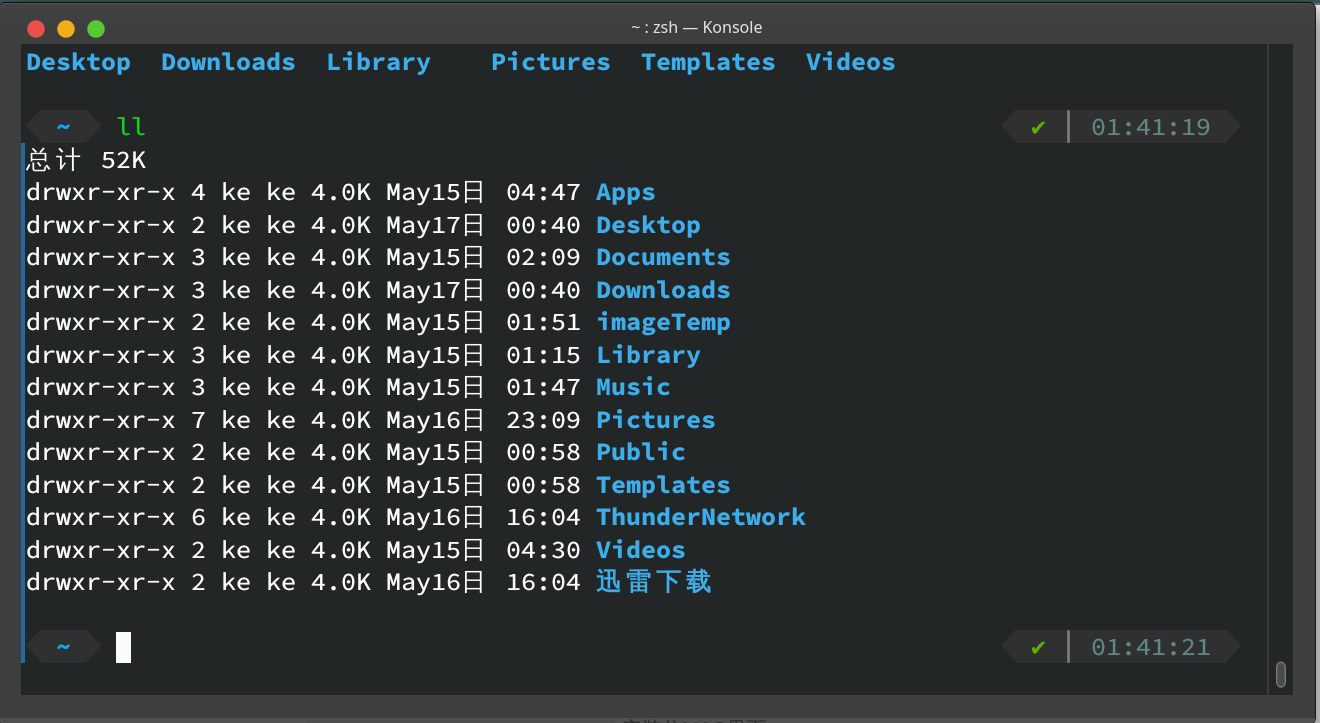 ~ : zsh — Konsole
Desktop Downloads Library Pictures Templates Videos
~ ll ✔ 01:41:19
总计 52K
drwxr-xr-x 4 ke ke 4.0K May15日 04:47 Apps
drwxr-xr-x 2 ke ke 4.0K May17日 00:40 Desktop
drwxr-xr-x 3 ke ke 4.0K May15日 02:09 Documents
drwxr-xr-x 3 ke ke 4.0K May17日 00:40 Downloads
drwxr-xr-x 2 ke ke 4.0K May15日 01:51 imageTemp
drwxr-xr-x 3 ke ke 4.0K May15日 01:15 Library
drwxr-xr-x 3 ke ke 4.0K May15日 01:47 Music
drwxr-xr-x 7 ke ke 4.0K May16日 23:09 Pictures
drwxr-xr-x 2 ke ke 4.0K May15日 00:58 Public
drwxr-xr-x 2 ke ke 4.0K May15日 00:58 Templates
drwxr-xr-x 6 ke ke 4.0K May16日 16:04 ThunderNetwork
drwxr-xr-x 2 ke ke 4.0K May15日 04:30 Videos
drwxr-xr-x 2 ke ke 4.0K May16日 16:04 迅雷下载
~ ✔ 01:41:21